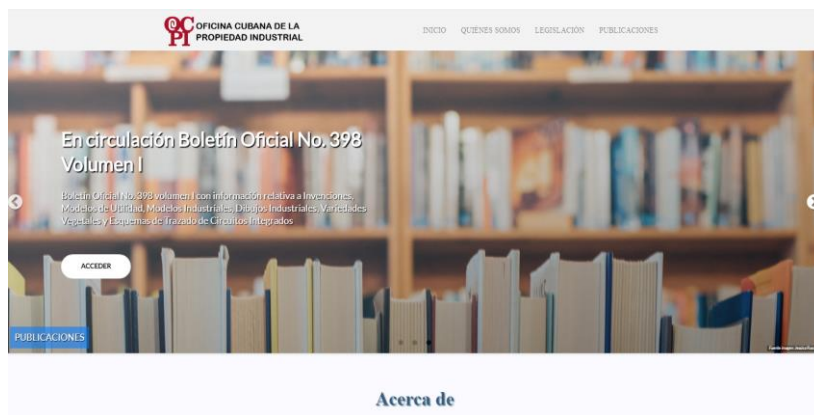 OFICINA CUBANA DE LA
PROPIEDAD INDUSTRIAL
INICIO QUIÉNES SOMOS LEGISLACIÓN PUBLICACIONES
En circulación Boletín Oficial No. 398
Volumen I
Boletín Oficial No. 398 volumen I con información relativa a Invenciones,
Modelos de Utilidad, Modelos Industriales, Dibujos Industriales, Variedades
Vegetales y Esquemas de Trazado de Circuitos Integrados
ACCEDER
PUBLICACIONES
Acerca de